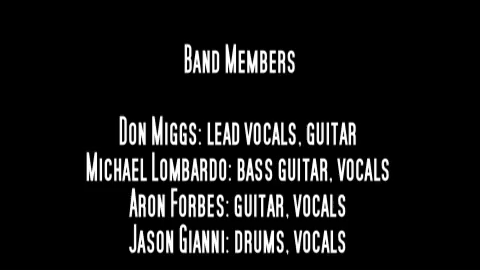 Band Members
Don Miggs: lead vocals, guitar
Michael Lombardo: bass guitar, vocals
Aron Forbes: guitar, vocals
Jason Gianni: drums, vocals